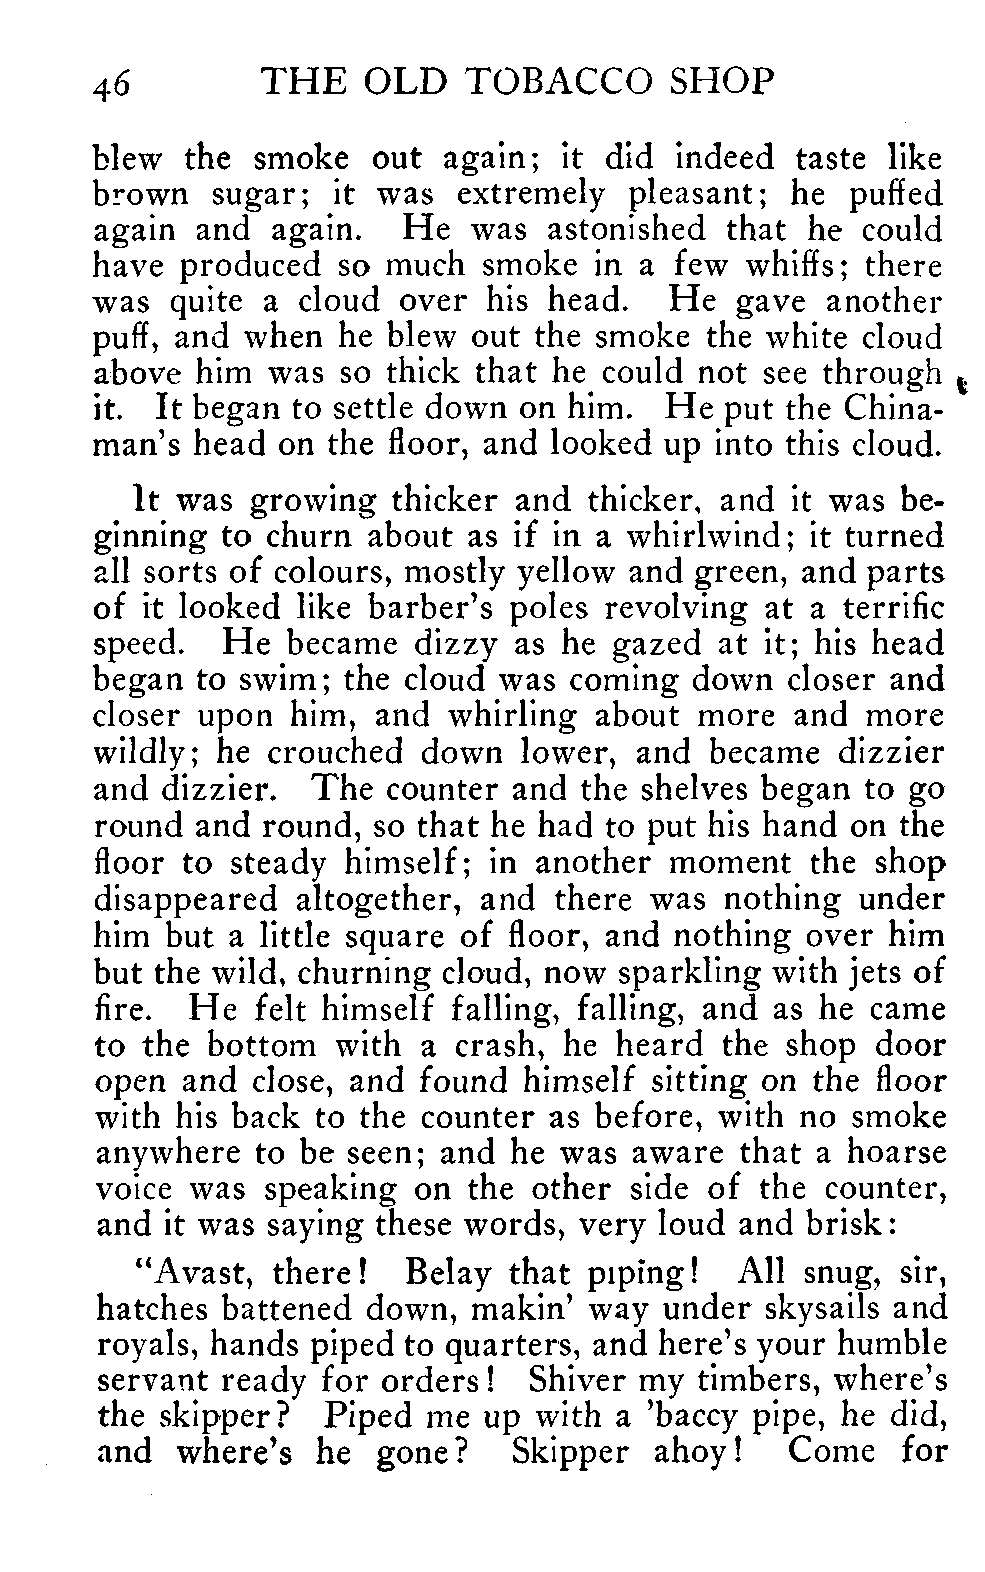 46 THE OLD TOBACCO SHOP
blew the smoke out again; it did indeed taste like
brown sugar; it was extremely pleasant; he puffed
again and again. He was astonished that he could
have produced so much smoke in a few whiffs; there
was quite a cloud over his head. He gave another
puff, and when he blew out the smoke the white cloud
above him was so thick that he could not see through
it. It began to settle down on him. He put the China-
man's head on the floor, and looked up into this cloud.
It was growing thicker and thicker, and it was be-
ginning to churn about as if in a whirlwind; it turned
all sorts of colours, mostly yellow and green, and parts
of it looked like barber's poles revolving at a terrific
speed. He became dizzy as he gazed at it; his head
began to swim; the cloud was coming down closer and
closer upon him, and whirling about more and more
wildly; he crouched down lower, and became dizzier
and dizzier. The counter and the shelves began to go
round and round, so that he had to put his hand on the
floor to steady himself; in another moment the shop
disappeared altogether, and there was nothing under
him but a little square of floor, and nothing over him
but the wild, churning cloud, now sparkling with jets of
fire. He felt himself falling, falling, and as he came
to the bottom with a crash, he heard the shop door
open and close, and found himself sitting on the floor
with his back to the counter as before, with no smoke
anywhere to be seen; and he was aware that a hoarse
voice was speaking on the other side of the counter,
and it was saying these words, very loud and brisk:
"Avast, there! Belay that piping! All snug, sir,
hatches battened down, makin' way under skysails and
royals, hands piped to quarters, and here's your humble
servant ready for orders! Shiver my timbers, where's
the skipper? Piped me up with a 'baccy pipe, he did,
and where's he gone? Skipper ahoy! Come for